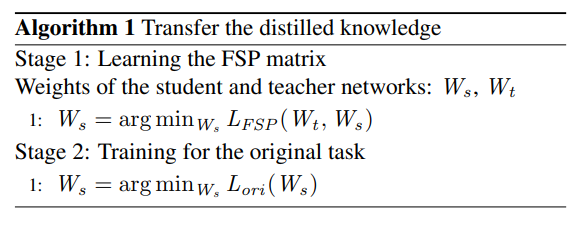 Algorithm 1 Transfer the distilled knowledge
Stage 1: Learning the FSP matrix
Weights of the student and teacher networks: W_s, W_t
1: W_s = arg min_{W_s} L_{FSP}(W_t, W_s)
Stage 2: Training for the original task
1: W_s = arg min_{W_s} L_{ori}(W_s)